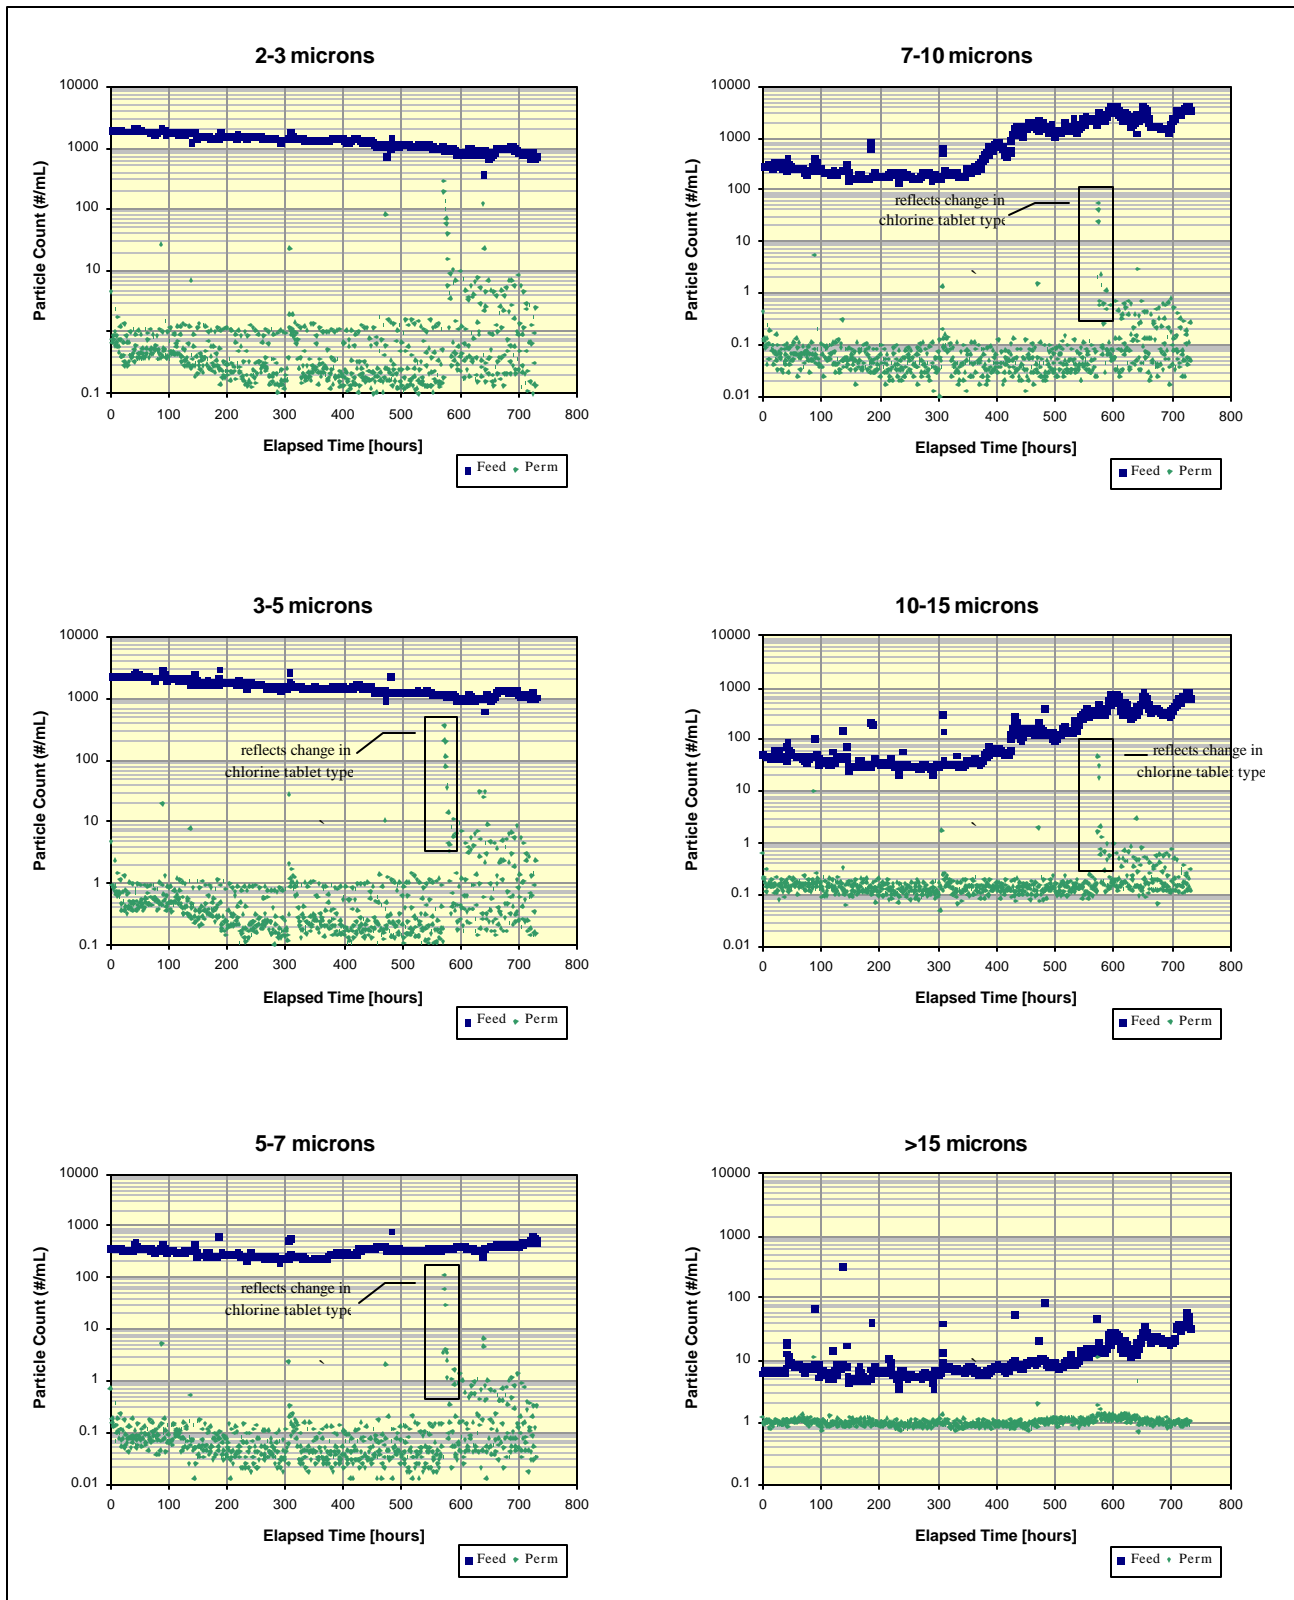 2-3 microns
10000
1000
100
10
1
0.1
Particle Count (#/mL)
0 100 200 300 400 500 600 700 800
Elapsed Time [hours]
Feed Perm
7-10 microns
10000
1000
100
10
1
0.1
0.01
Particle Count (#/mL)
reflects change in
chlorine tablet type
0 100 200 300 400 500 600 700 800
Elapsed Time [hours]
Feed Perm
3-5 microns
10000
1000
100
10
1
0.1
Particle Count (#/mL)
reflects change in
chlorine tablet type
0 100 200 300 400 500 600 700 800
Elapsed Time [hours]
Feed Perm
10-15 microns
10000
1000
100
10
1
0.1
0.01
Particle Count (#/mL)
reflects change in
chlorine tablet type
0 100 200 300 400 500 600 700 800
Elapsed Time [hours]
Feed Perm
5-7 microns
10000
1000
100
10
1
0.1
0.01
Particle Count (#/mL)
reflects change in
chlorine tablet type
0 100 200 300 400 500 600 700 800
Elapsed Time [hours]
Feed Perm
>15 microns
10000
1000
100
10
1
0.1
Particle Count (#/mL)
0 100 200 300 400 500 600 700 800
Elapsed Time [hours]
Feed Perm